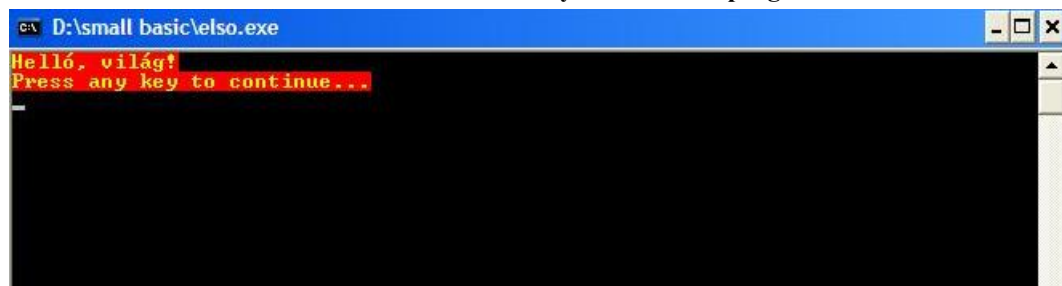 D:\small basic\elso.exe
Helló, világ!
Press any key to continue...